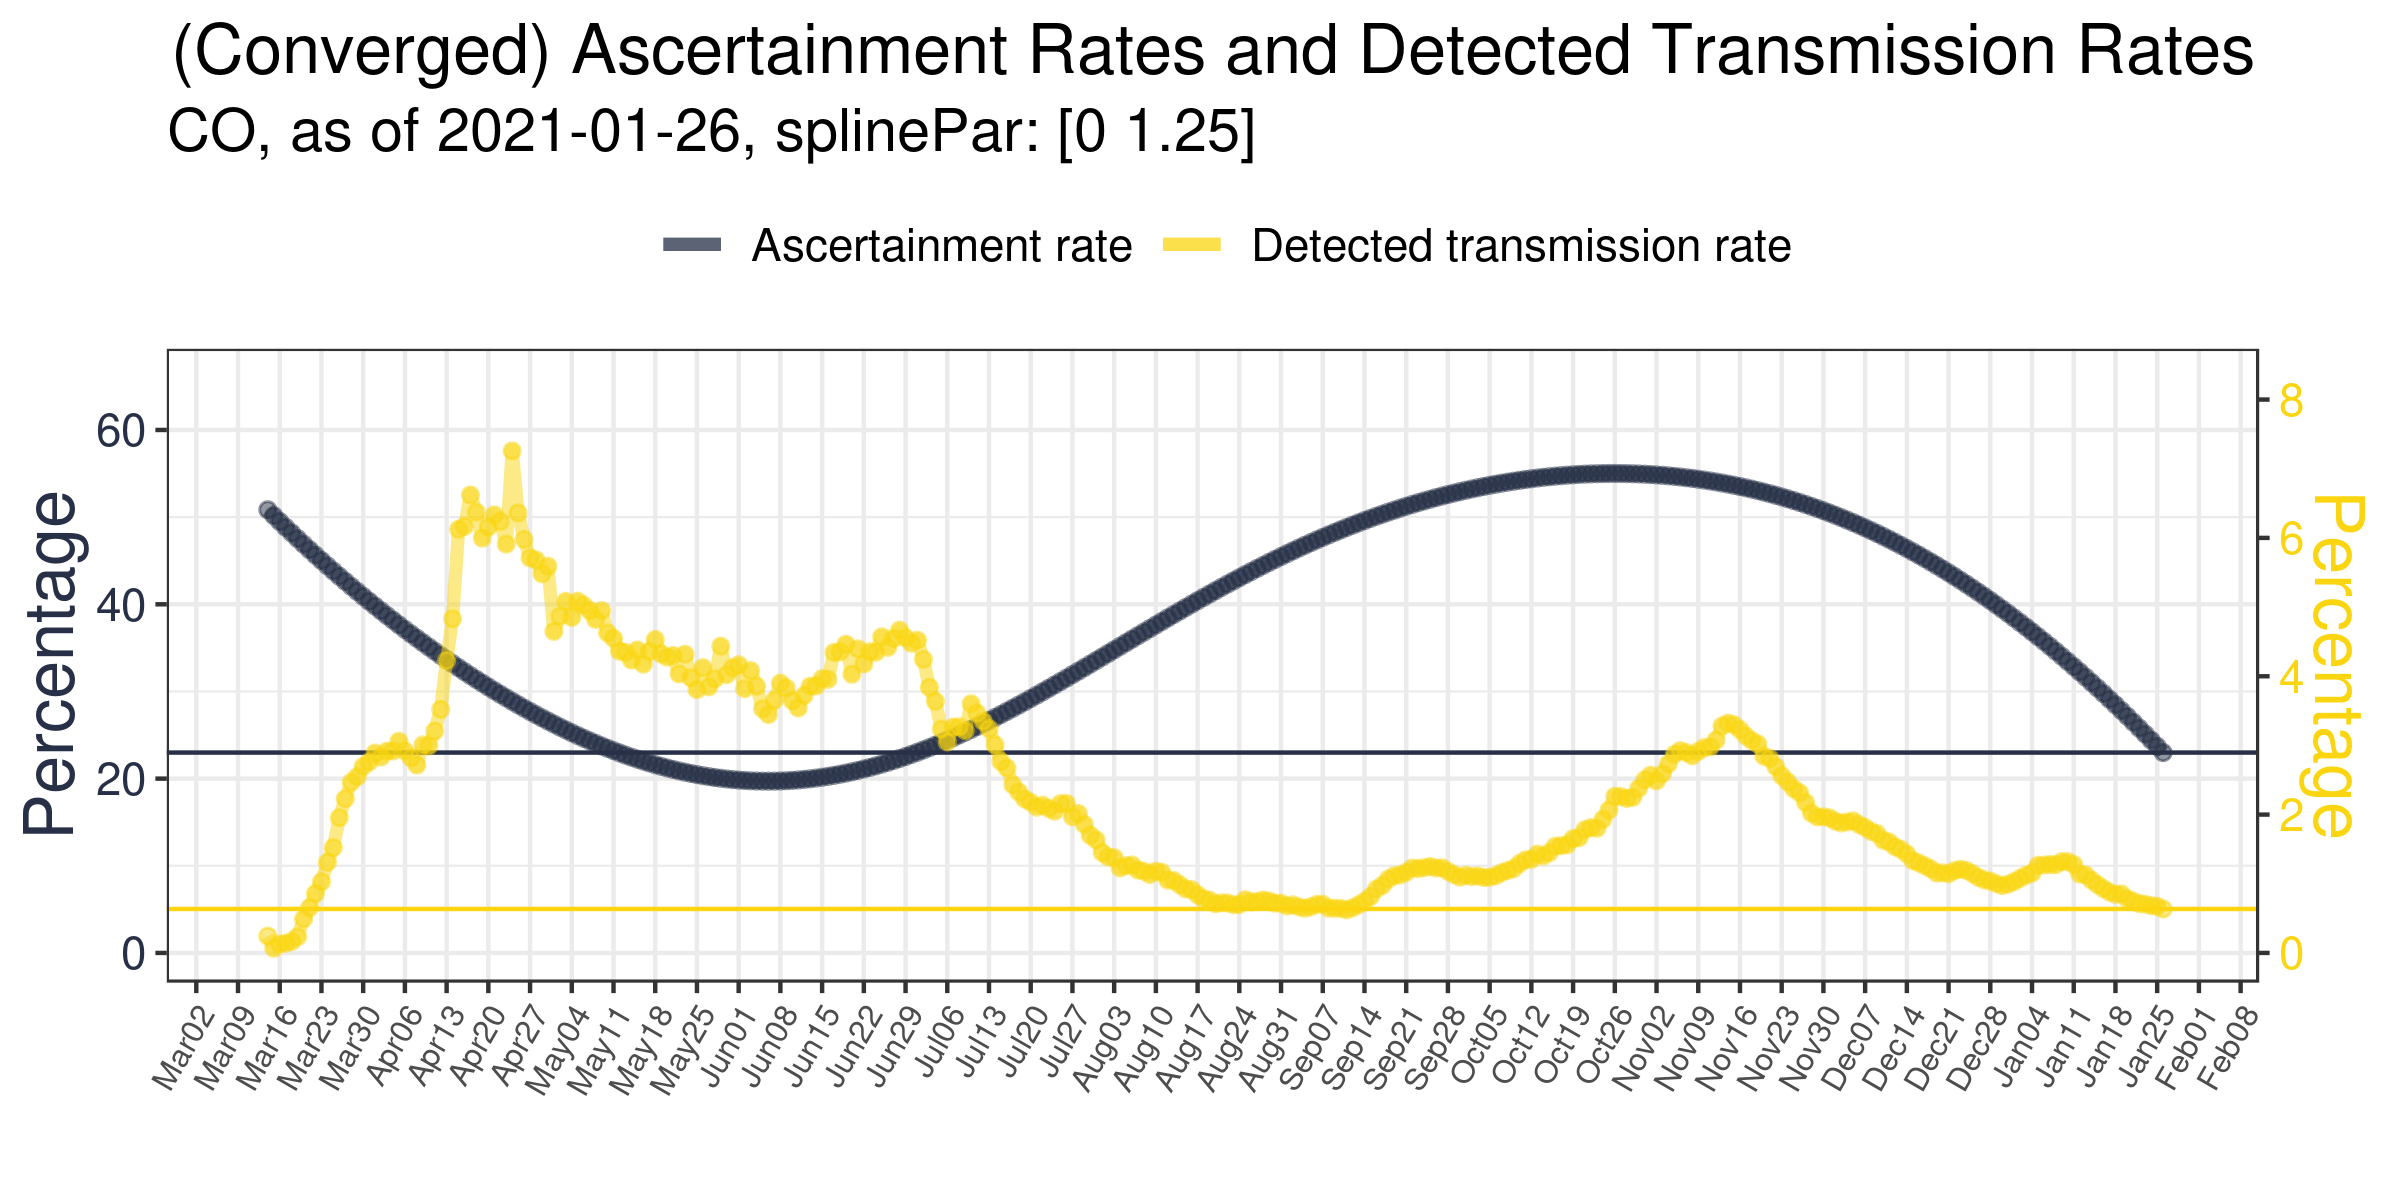 (Converged) Ascertainment Rates and Detected Transmission Rates
CO, as of 2021-01-26, splinePar: [0 1.25]
Ascertainment rate
Detected transmission rate
Percentage
60
40
20
0
8
6
4
2
0
Percentage
Mar02
Mar09
Mar16
Mar23
Mar30
Apr06
Apr13
Apr20
Apr27
May04
May11
May18
May25
Jun01
Jun08
Jun15
Jun22
Jun29
Jul06
Jul13
Jul20
Jul27
Aug03
Aug10
Aug17
Aug24
Aug31
Sep07
Sep14
Sep21
Sep28
Oct05
Oct12
Oct19
Oct26
Nov02
Nov09
Nov16
Nov23
Nov30
Dec07
Dec14
Dec21
Dec28
Jan04
Jan11
Jan18
Jan25
Feb01
Feb08